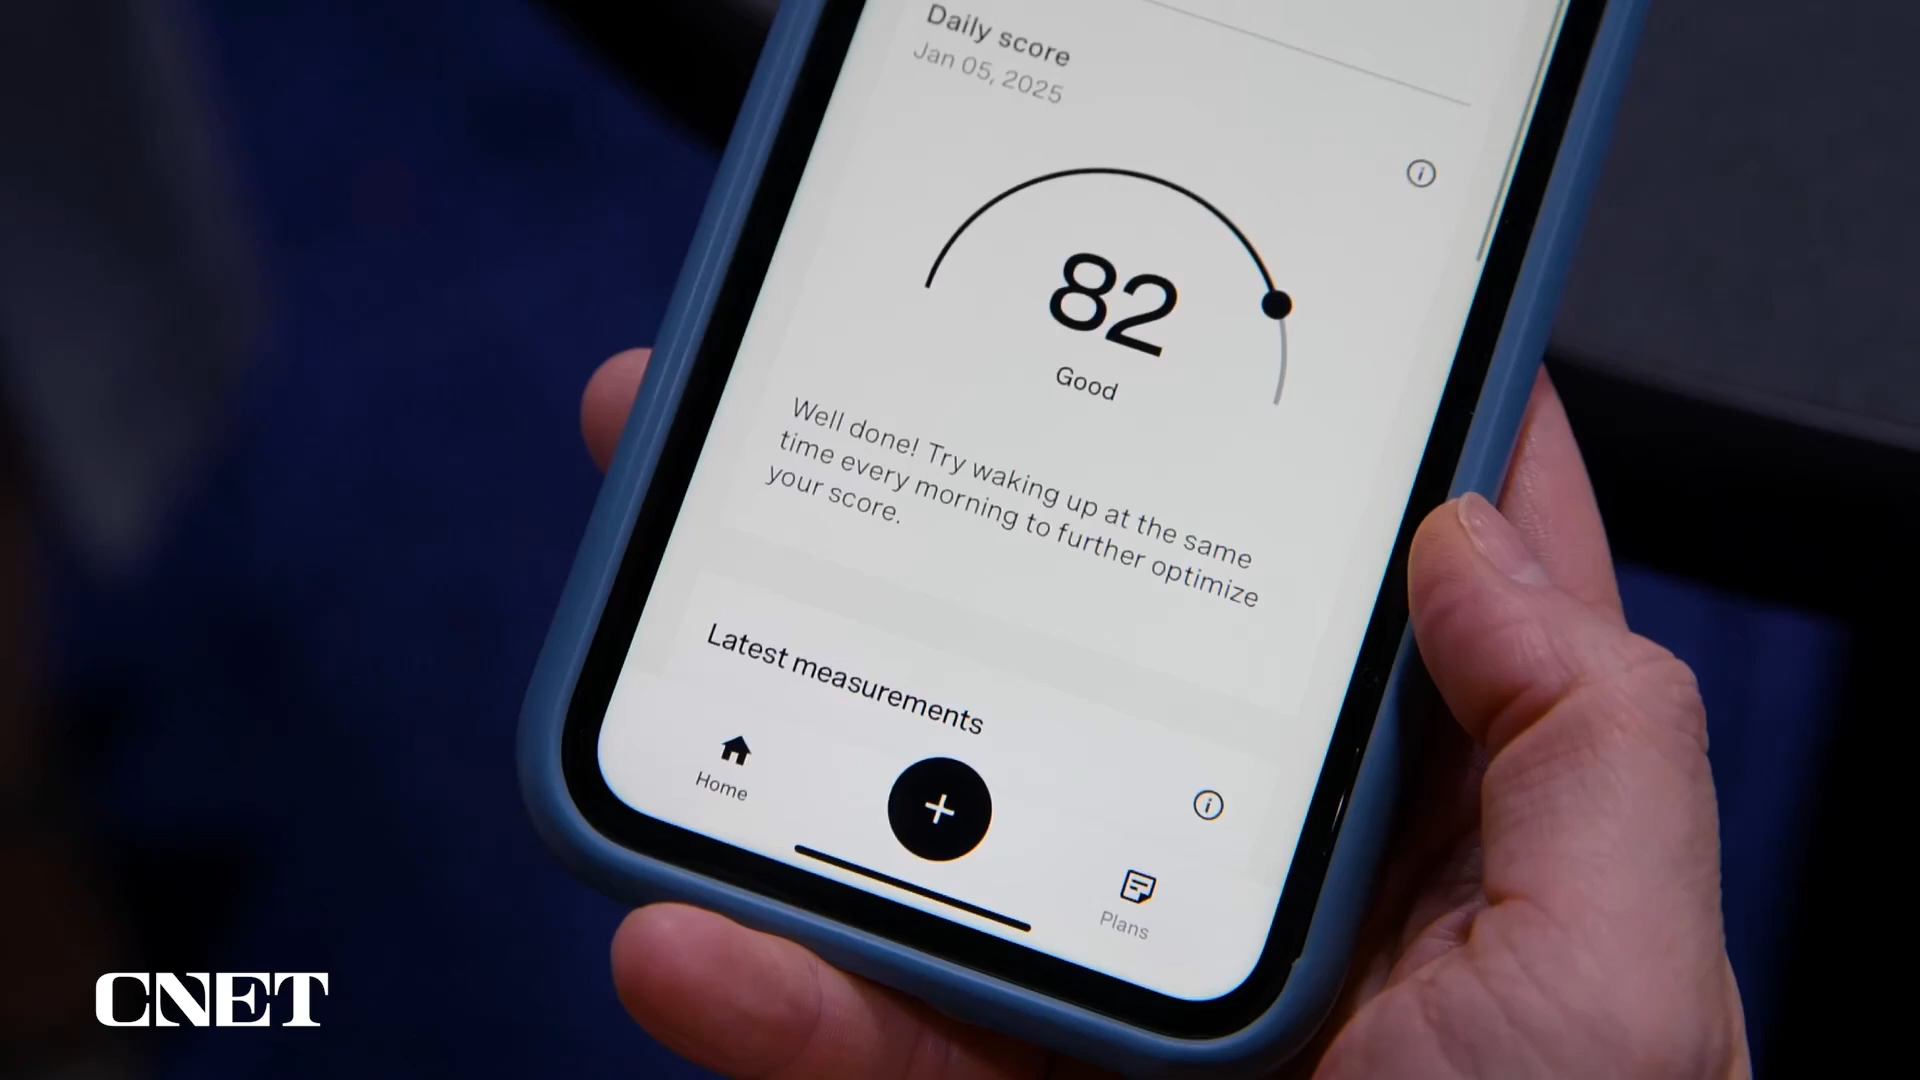 Daily score
Jan 05, 2025
82
Good
Well done! Try waking up at the same
time every morning to further optimize
your score.
Latest measurements
Home
Plans
CNET